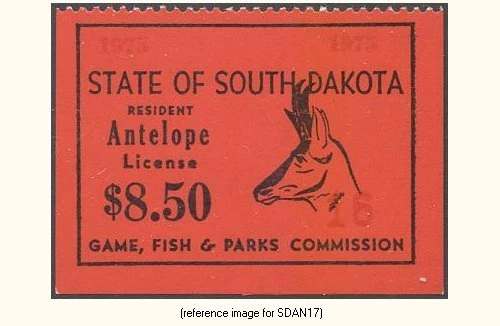 1975 1975
STATE OF SOUTH DAKOTA
RESIDENT
Antelope
License
$8.50
16
GAME, FISH & PARKS COMMISSION
(reference image for SDAN17)